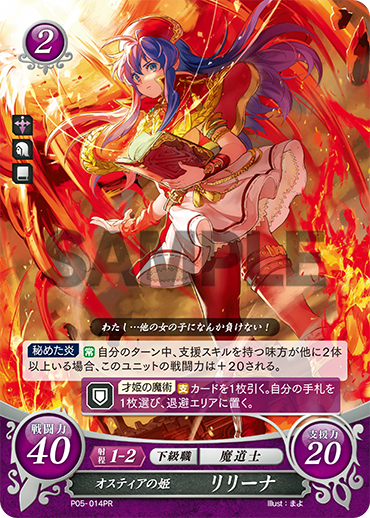 2
SAMPLE
わたし…他の女の子になんか負けない!
秘めた炎 常 自分のターン中、支援スキルを持つ味方が他に2体
以上いる場合、このユニットの戦闘力は+20される。
才姫の魔術 支 カードを1枚引く。自分の手札を
1枚選び、退避エリアに置く。
戦闘力 40
射程 1-2 下級職 魔道士
支援力 20
オスティアの姫 リリーナ
P05-014PR Illust:まよ